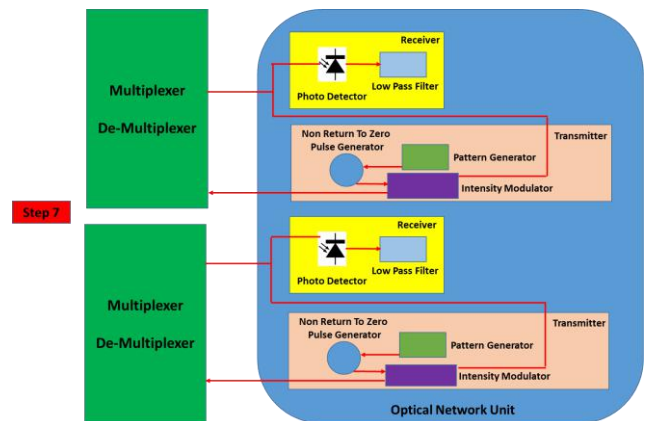 Multiplexer
De-Multiplexer
Receiver
Photo Detector
Low Pass Filter
Non Return To Zero
Pulse Generator
Transmitter
Pattern Generator
Intensity Modulator
Step 7
Multiplexer
De-Multiplexer
Receiver
Photo Detector
Low Pass Filter
Non Return To Zero
Pulse Generator
Transmitter
Pattern Generator
Intensity Modulator
Optical Network Unit